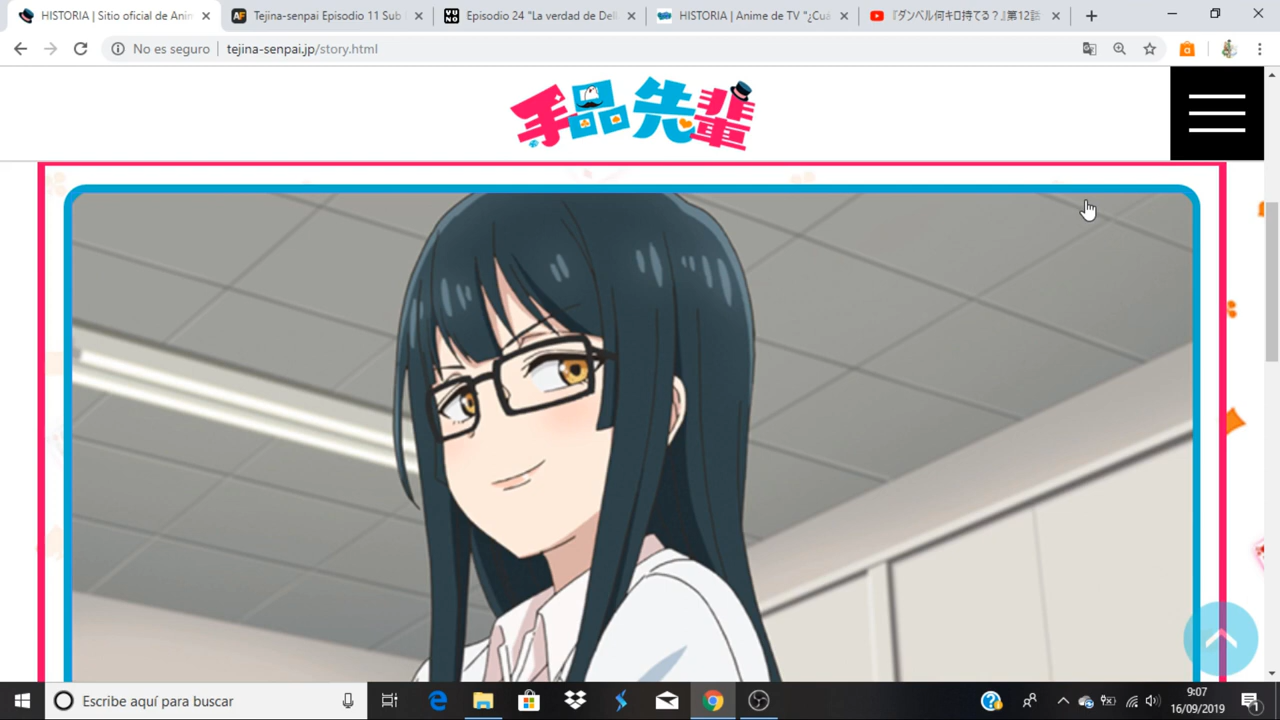 HISTORIA | Sitio oficial de Anim
Tejina-senpai Episodio 11 Su
Episodio 24 "La verdad de Del
HISTORIA | Anime de TV "¿Cuá
『ダンベル何キロ持てる？』第12話
No es seguro
tejina-senpai.jp/story.html
手品先輩
Escribe aquí para buscar
9:07
16/09/2019